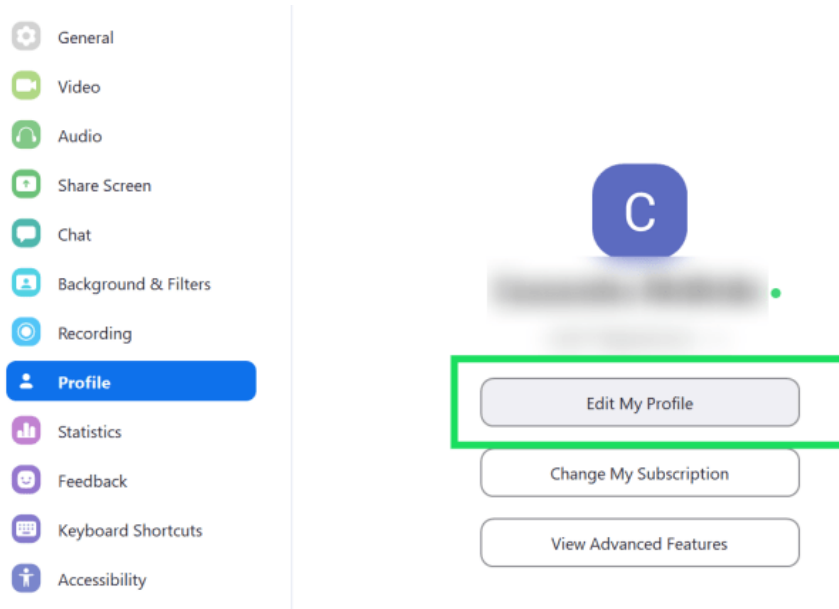 General
Video
Audio
Share Screen
Chat
Background & Filters
Recording
Profile
Statistics
Feedback
Keyboard Shortcuts
Accessibility
C
Edit My Profile
Change My Subscription
View Advanced Features